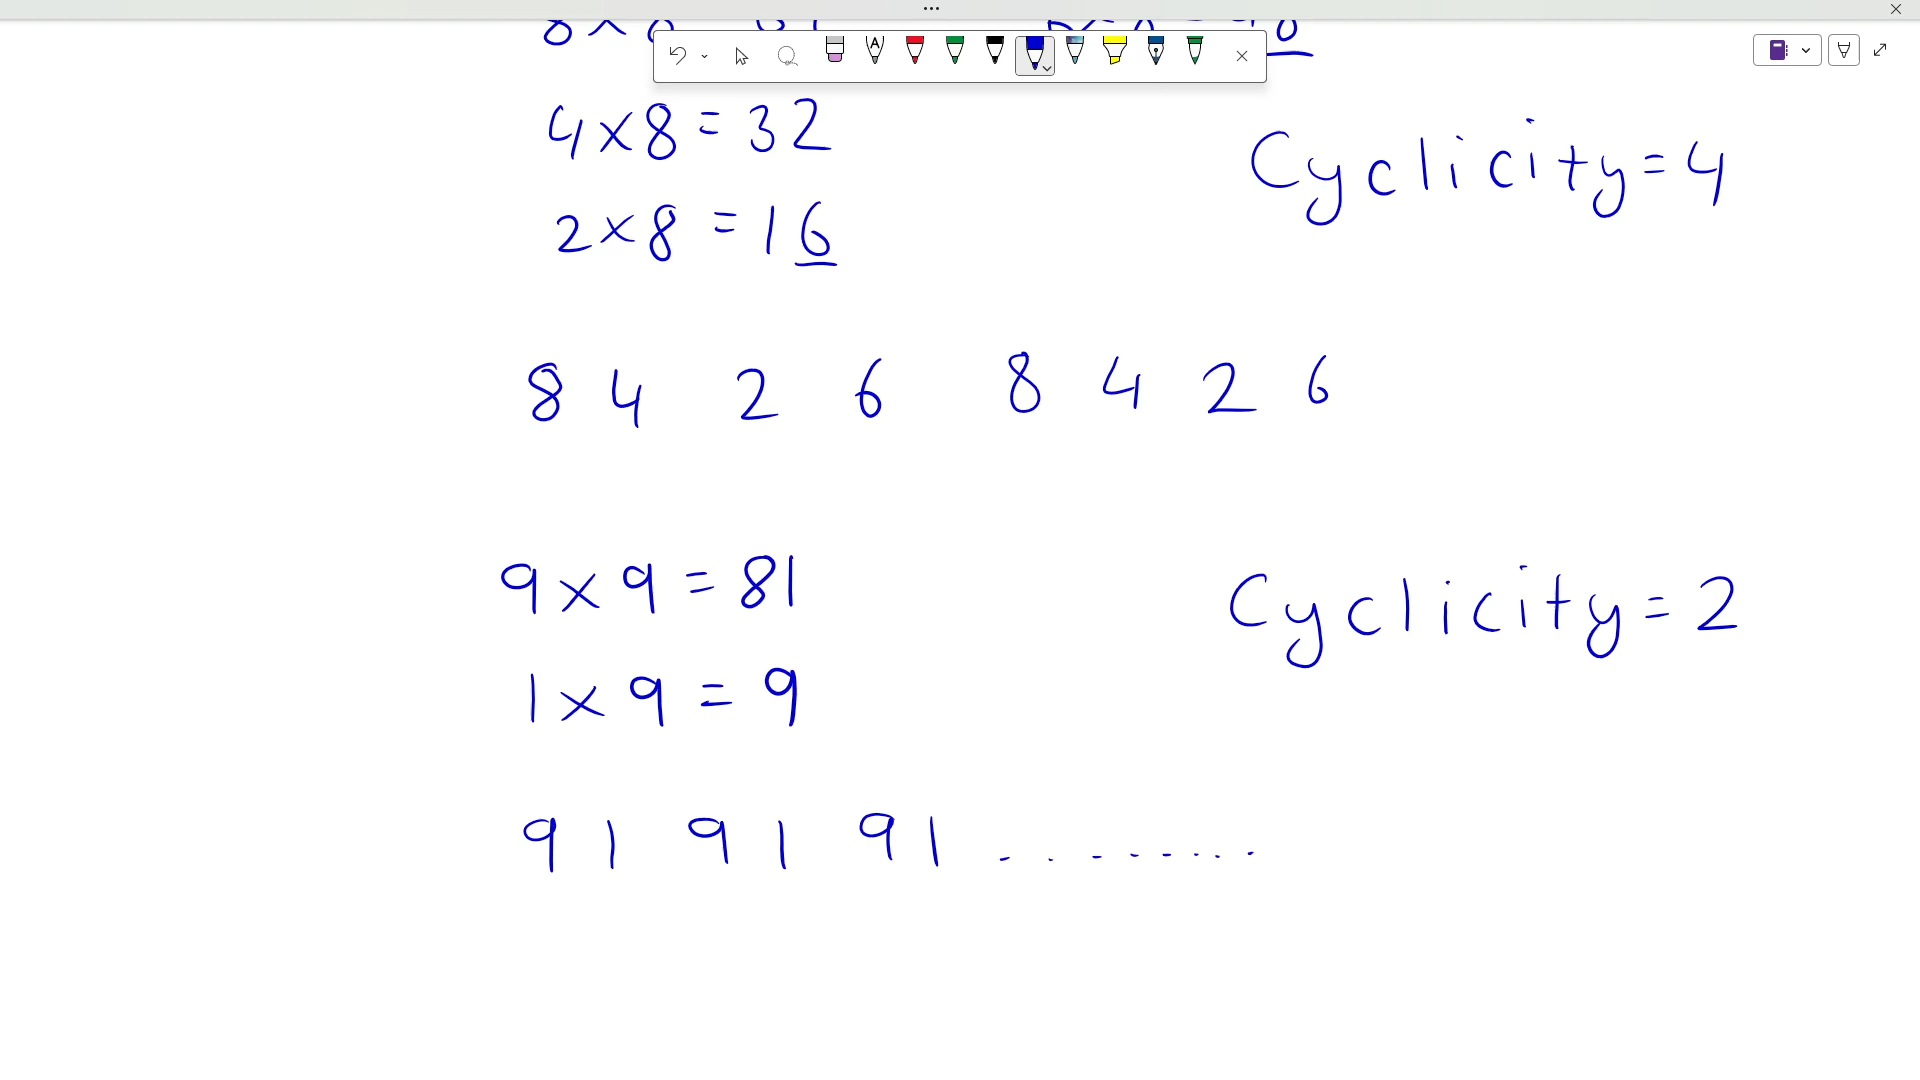 4×8=32
Cyclicity=4
2×8=16
8 4 2 6 8 4 2 6
9×9=81
Cyclicity=2
1×9=9
9 1 9 1 9 1 .........